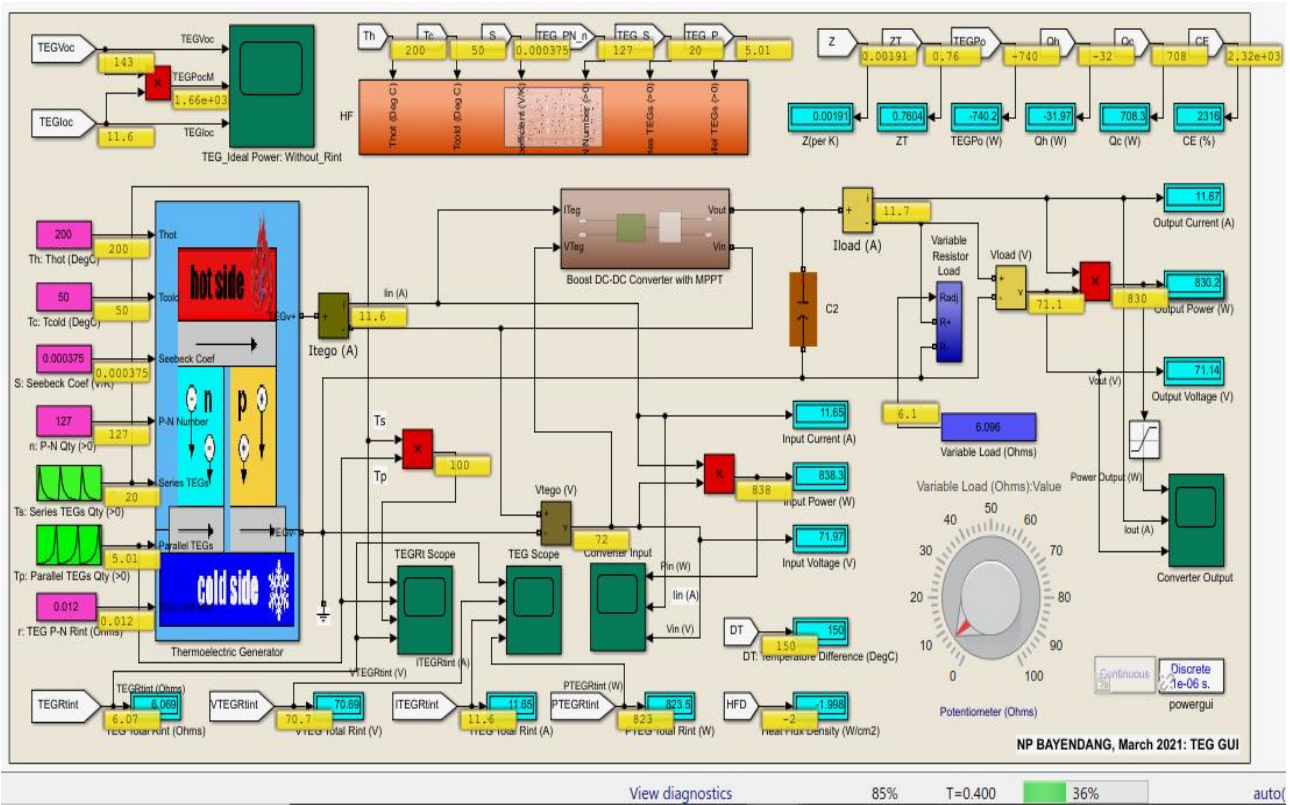 TEGVoc
TEGVoc
143
TEGPocM
1.66e+03
TEGIoc
11.6
TEGIoc
TEG_Ideal Power: Without_Rint
Th
Tc
S
TEG_PN_n
TEG_S
TEG_P
200
50
0.000375
127
20
5.01
HF
Thot (Deg C)
Tcold (Deg C)
efficient (V/K)
N Number (>0)
ies TEGs (>0)
llel TEGs (>0)
Z
ZT
TEGPo
Qh
Qc
CE
0.00191
0.76
-740
-32
708
2.32e+03
0.00191
0.7604
-740.2
-31.97
708.3
2316
Z(per K)
ZT
TEGPo (W)
Qh (W)
Qc (W)
CE (%)
200
200
Th: Thot (DegC)
50
50
Tc: Tcold (DegC)
0.000375
0.000375
S: Seebeck Coef (V/K)
127
127
n: P-N Qty (>0)
20
Ts: Series TEGs Qty (>0)
5.01
Tp: Parallel TEGs Qty (>0)
0.012
0.012
r: TEG P-N Rint (Ohms)
Thot
Tcold
Seebeck Coef
P-N Number
Series TEGs
Parallel TEGs
hot side
n
p
cold side
TEGv+
TEGv-
Thermoelectric Generator
Iin (A)
11.6
Itego (A)
ITeg
VTeg
Vout
Vin
Boost DC-DC Converter with MPPT
C2
11.7
Iload (A)
Variable
Resistor
Load
Radj
R+
R-
Vload (V)
71.1
830
11.67
Output Current (A)
830.2
Output Power (W)
71.14
Output Voltage (V)
Vout (V)
Ts
Tp
100
Vtego (V)
72
838
11.65
Input Current (A)
838.3
Input Power (W)
71.97
Input Voltage (V)
6.1
6.096
Variable Load (Ohms)
Power Output (W)
Iout (A)
Converter Output
Variable Load (Ohms):Value
0
10
20
30
40
50
60
70
80
90
100
Potentiometer (Ohms)
TEGRt Scope
TEG Scope
Converter Input
Pin (W)
Iin (A)
Vin (V)
VTEGRtint (V)
ITEGRtint (A)
DT
150
150
DT: Temperature Difference (DegC)
TEGRtint
TEGRtint (Ohms)
6.069
6.07
TEG Total Rint (Ohms)
VTEGRtint
70.69
70.7
VTEG Total Rint (V)
ITEGRtint
11.65
11.6
ITEG Total Rint (A)
PTEGRtint
PTEGRtint (W)
823.5
823
PTEG Total Rint (W)
HFD
-1.998
-2
Heat Flux Density (W/cm2)
Continuous
Discrete
1e-06 s.
powergui
NP BAYENDANG, March 2021: TEG GUI
View diagnostics
85%
T=0.400
36%
auto(